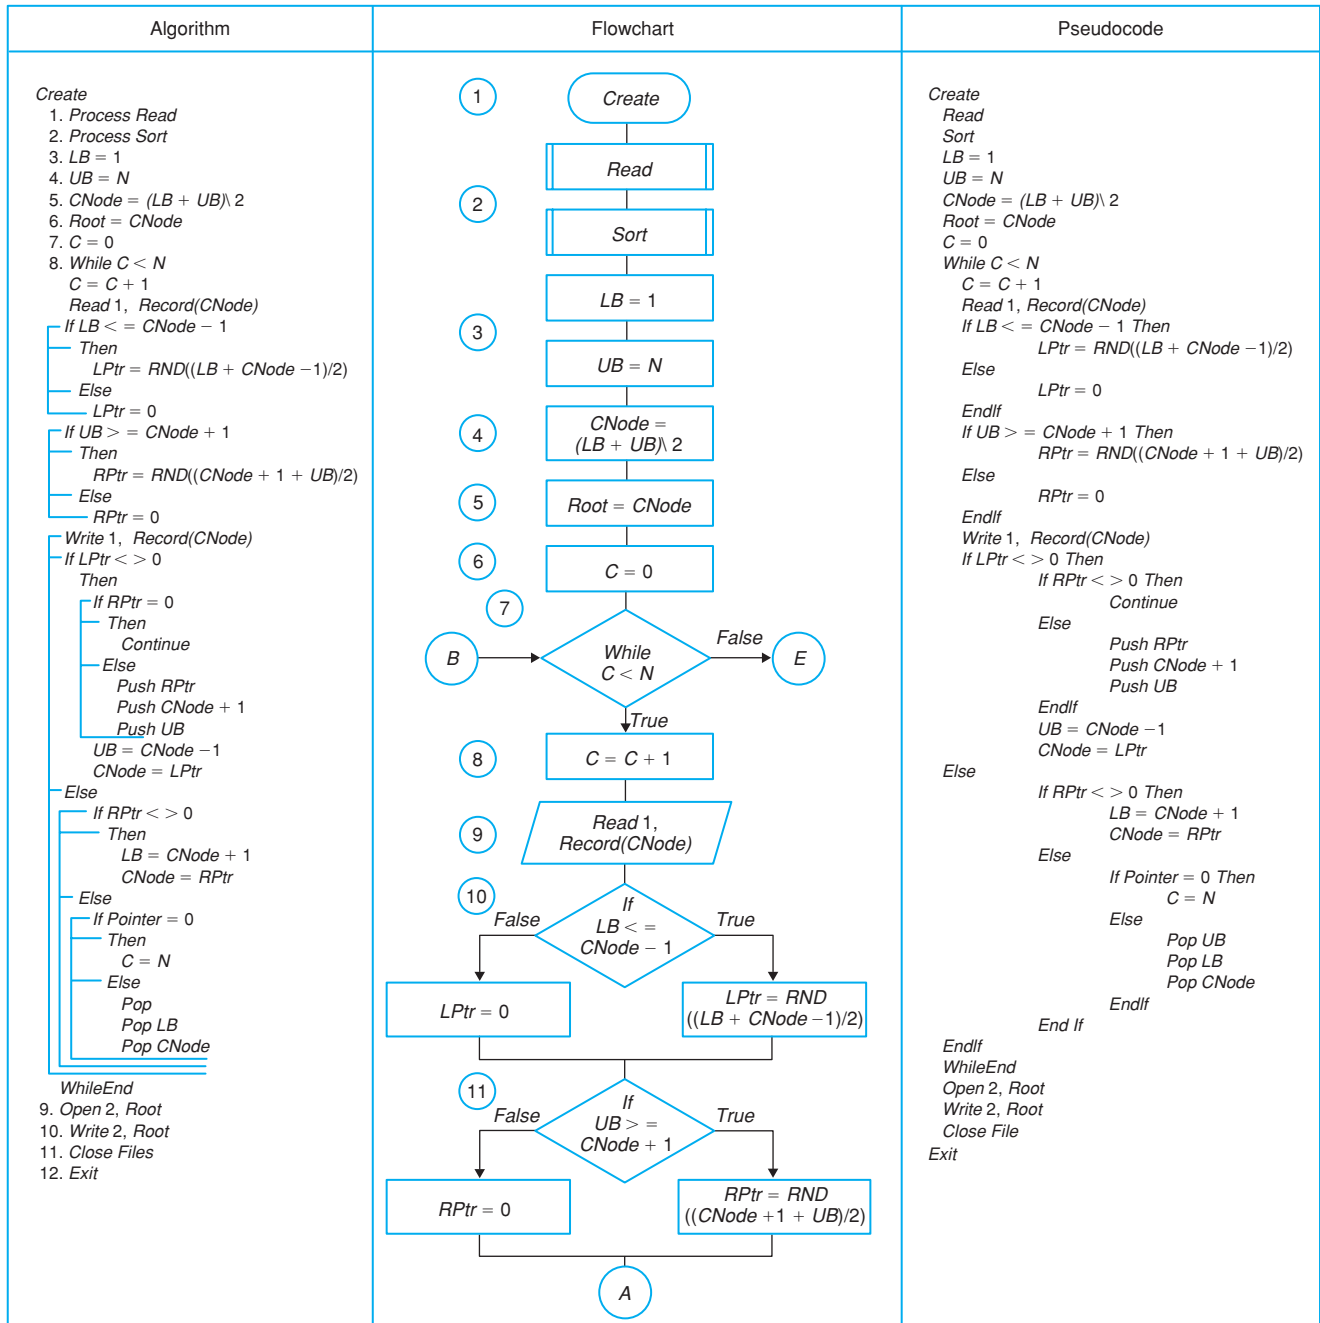 Algorithm
Create
1. Process Read
2. Process Sort
3. LB = 1
4. UB = N
5. CNode = (LB + UB)\ 2
6. Root = CNode
7. C = 0
8. While C < N
C = C + 1
Read 1, Record(CNode)
If LB < = CNode − 1
Then
LPtr = RND((LB + CNode −1)/2)
Else
LPtr = 0
If UB > = CNode + 1
Then
RPtr = RND((CNode + 1 + UB)/2)
Else
RPtr = 0
Write 1, Record(CNode)
If LPtr < > 0
Then
If RPtr = 0
Then
Continue
Else
Push RPtr
Push CNode + 1
Push UB
UB = CNode −1
CNode = LPtr
Else
If RPtr < > 0
Then
LB = CNode + 1
CNode = RPtr
Else
If Pointer = 0
Then
C = N
Else
Pop
Pop LB
Pop CNode
WhileEnd
9. Open 2, Root
10. Write 2, Root
11. Close Files
12. Exit
Flowchart
1
Create
Read
2
Sort
LB = 1
3
UB = N
4
CNode =
(LB + UB)\ 2
5
Root = CNode
6
C = 0
7
B
While
C < N
False
E
True
8
C = C + 1
9
Read 1,
Record(CNode)
10
If
LB < =
CNode − 1
False
True
LPtr = 0
LPtr = RND
((LB + CNode −1)/2)
11
If
UB > =
CNode + 1
False
True
RPtr = 0
RPtr = RND
((CNode +1 + UB)/2)
A
Pseudocode
Create
Read
Sort
LB = 1
UB = N
CNode = (LB + UB)\ 2
Root = CNode
C = 0
While C < N
C = C + 1
Read 1, Record(CNode)
If LB < = CNode − 1 Then
LPtr = RND((LB + CNode −1)/2)
Else
LPtr = 0
EndIf
If UB > = CNode + 1 Then
RPtr = RND((CNode + 1 + UB)/2)
Else
RPtr = 0
EndIf
Write 1, Record(CNode)
If LPtr < > 0 Then
If RPtr < > 0 Then
Continue
Else
Push RPtr
Push CNode + 1
Push UB
EndIf
UB = CNode −1
CNode = LPtr
Else
If RPtr < > 0 Then
LB = CNode + 1
CNode = RPtr
Else
If Pointer = 0 Then
C = N
Else
Pop UB
Pop LB
Pop CNode
EndIf
End If
EndIf
WhileEnd
Open 2, Root
Write 2, Root
Close File
Exit